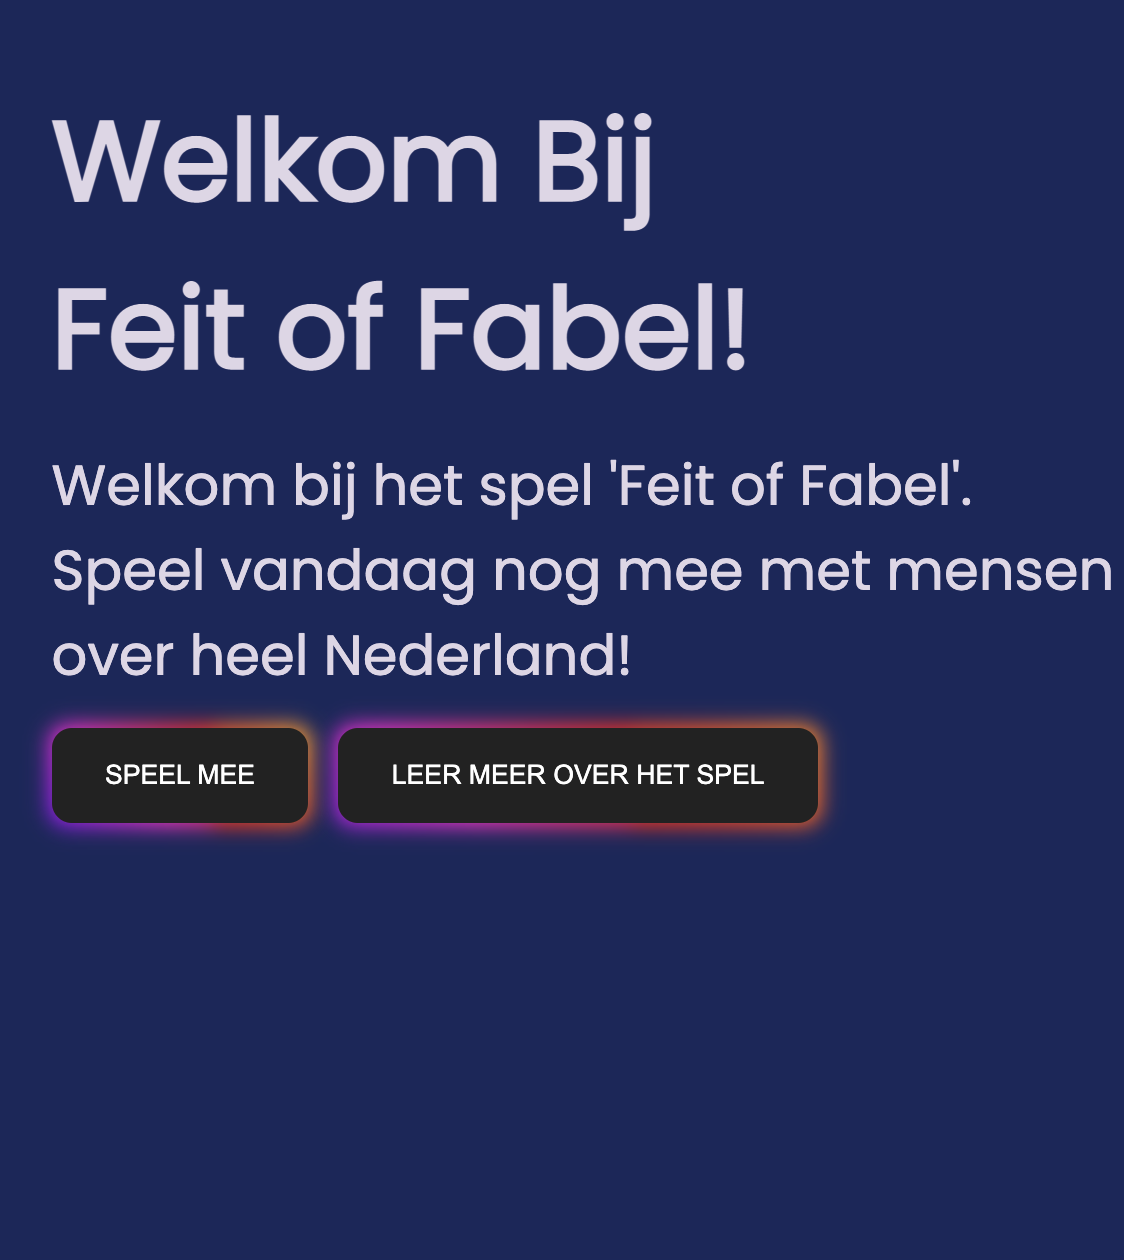 Welkom Bij
Feit of Fabel!
Welkom bij het spel 'Feit of Fabel'.
Speel vandaag nog mee met mensen
over heel Nederland!
SPEEL MEE
LEER MEER OVER HET SPEL